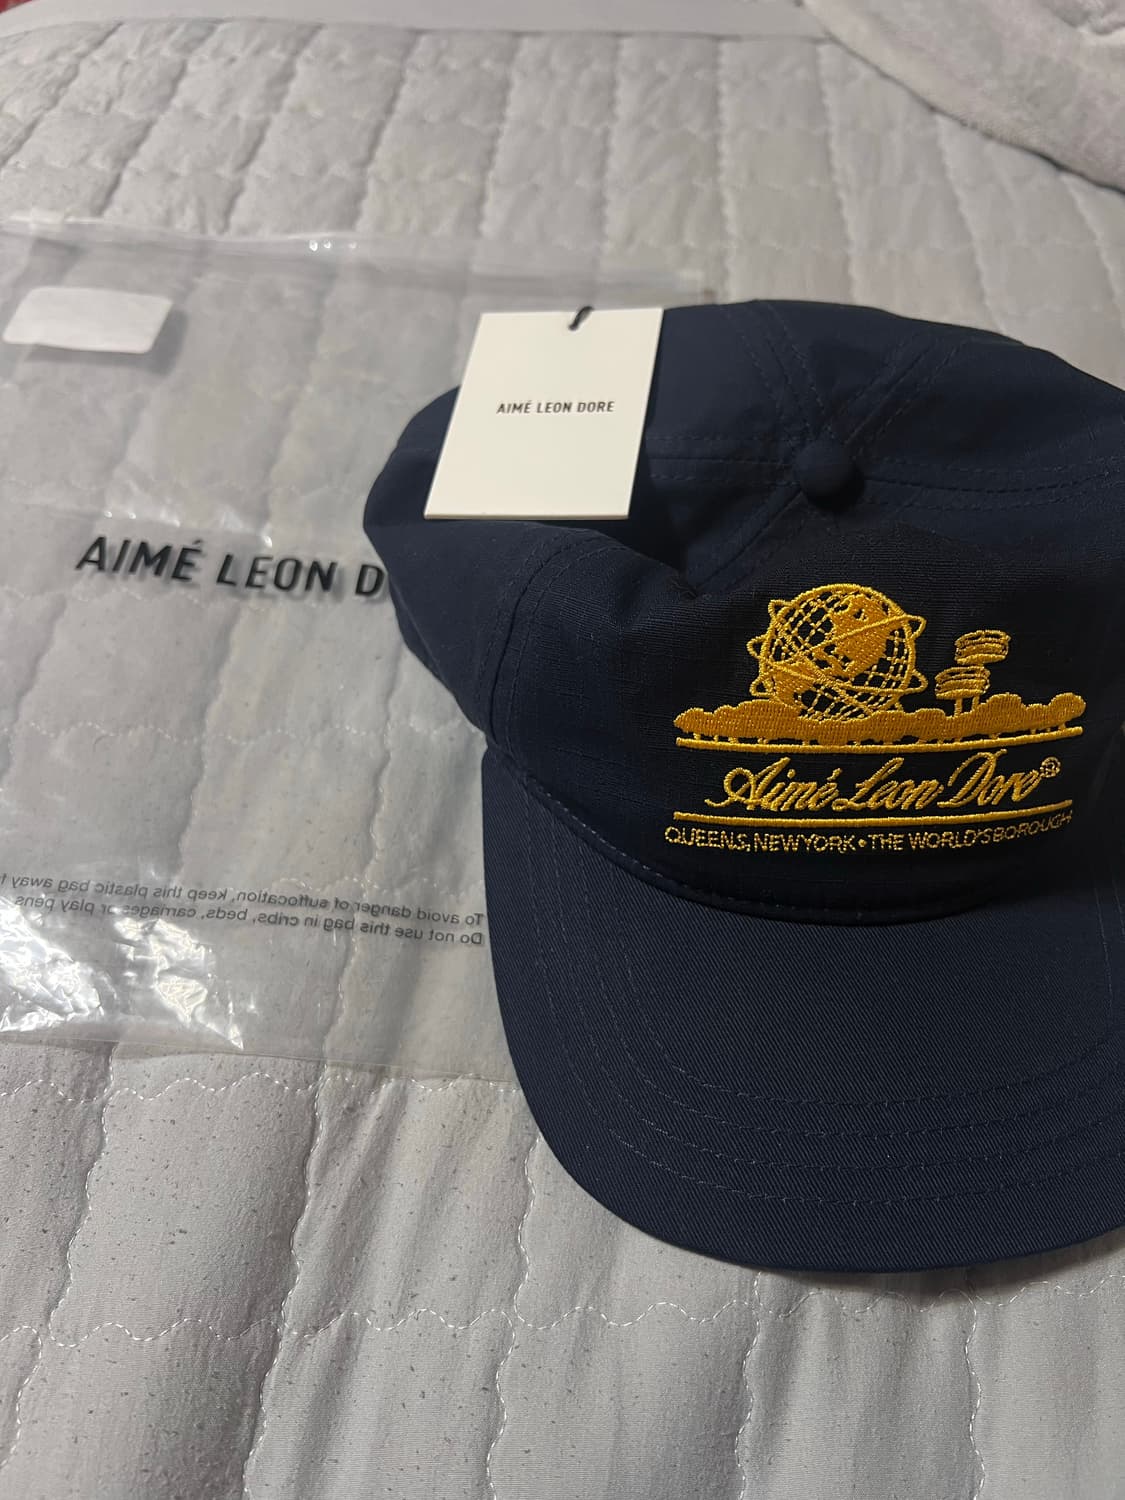 AIMÉ LEON DORE
AIMÉ LEON D
Aimé Leon Dore®
QUEENS, NEW YORK • THE WORLD'S BOROUGH
To avoid danger of suffocation, keep this plastic bag away
Do not use this bag in cribs, beds, carriages or play pens